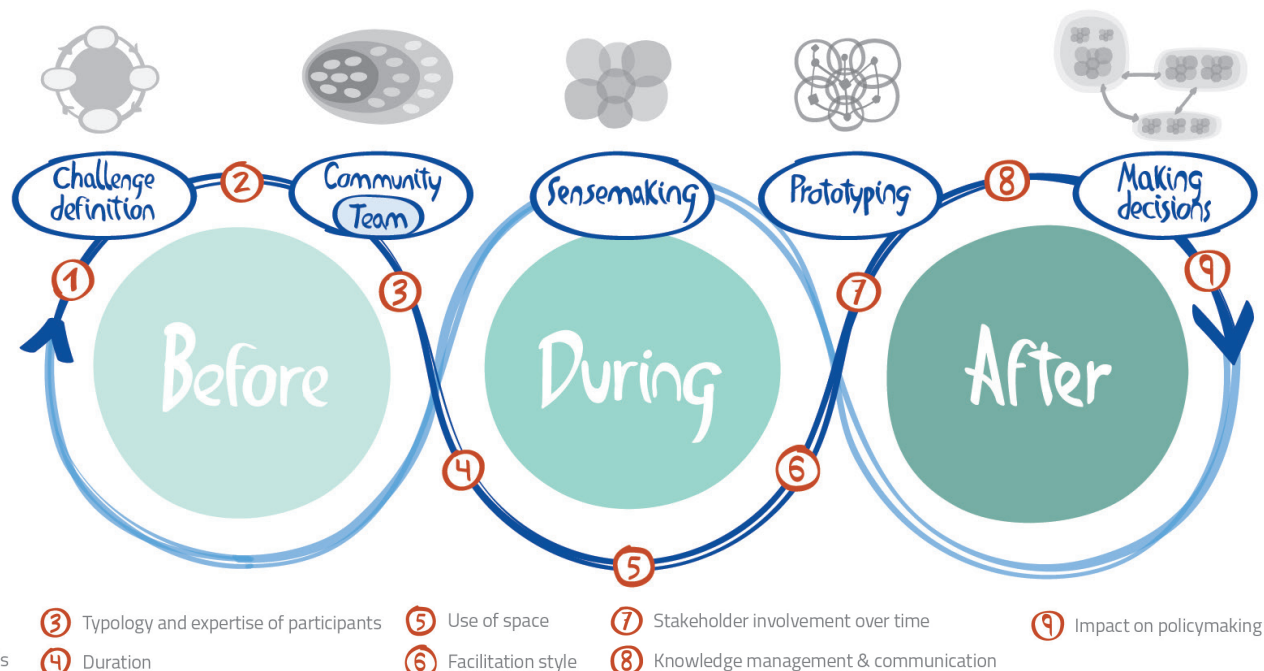 Challenge
definition
2
Community
Team
Sensemaking
Prototyping
8
Making
decisions
1
3
7
9
Before
During
After
4
6
5
3 Typology and expertise of participants
4 Duration
5 Use of space
6 Facilitation style
7 Stakeholder involvement over time
8 Knowledge management & communication
9 Impact on policymaking